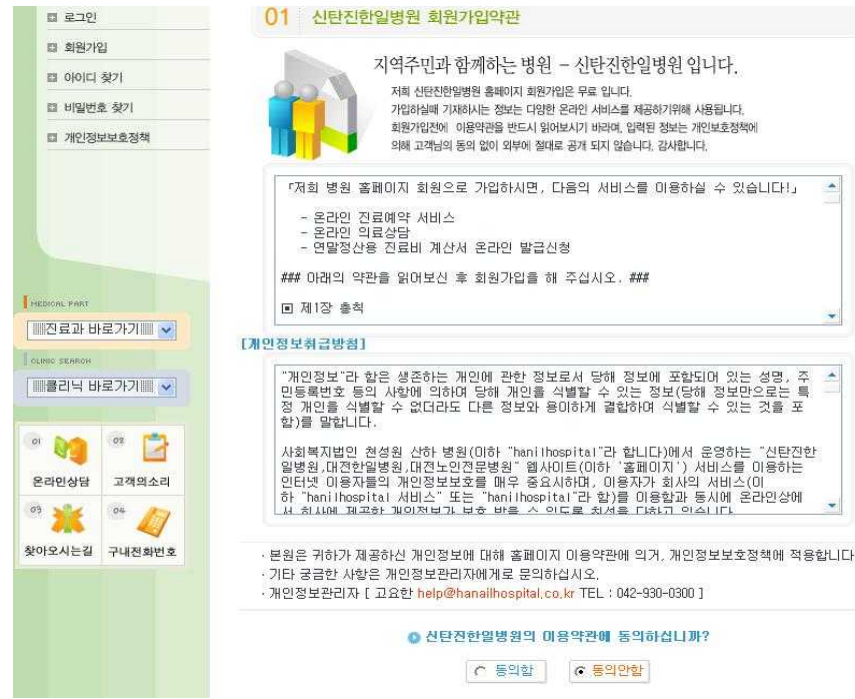 로그인
회원가입
아이디 찾기
비밀번호 찾기
개인정보보호정책
MEDICAL PART
진료과 바로가기
CLINIC SEARCH
클리닉 바로가기
01 02
온라인상담 고객의소리
03 04
찾아오시는길 구내전화번호
01 신탄진한일병원 회원가입약관
지역주민과 함께하는 병원 - 신탄진한일병원 입니다.
저희 신탄진한일병원 홈페이지 회원가입은 무료 입니다.
가입하실때 기재하시는 정보는 다양한 온라인 서비스를 제공하기위해 사용됩니다.
회원가입전에 이용약관을 반드시 읽어보시기 바라며, 입력된 정보는 개인보호정책에
의해 고객님의 동의 없이 외부에 절대로 공개 되지 않습니다. 감사합니다.
「저희 병원 홈페이지 회원으로 가입하시면, 다음의 서비스를 이용하실 수 있습니다!」
- 온라인 진료예약 서비스
- 온라인 의료상담
- 연말정산용 진료비 계산서 온라인 발급신청
### 아래의 약관을 읽어보신 후 회원가입을 해 주십시오. ###
▣ 제1장 총칙
[개인정보취급방침]
"개인정보"라 함은 생존하는 개인에 관한 정보로서 당해 정보에 포함되어 있는 성명, 주
민등록번호 등의 사항에 의하여 당해 개인을 식별할 수 있는 정보(당해 정보만으로는 특
정 개인을 식별할 수 없더라도 다른 정보와 용이하게 결합하여 식별할 수 있는 것을 포
함)를 말합니다.
사회복지법인 천성원 산하 병원(이하 "hanilhospital"라 합니다)에서 운영하는 "신탄진한
일병원,대전한일병원,대전노인전문병원" 웹사이트(이하 '홈페이지') 서비스를 이용하는
인터넷 이용자들의 개인정보보호를 매우 중요시하며, 이용자가 회사의 서비스(이
하 "hanilhospital 서비스" 또는 "hanilhospital"라 함)를 이용함과 동시에 온라인상에
서 회사에 제공한 개인정보가 보호 받을 수 있도록 최선을 다하고 있습니다.
· 본원은 귀하가 제공하신 개인정보에 대해 홈페이지 이용약관에 의거, 개인정보보호정책에 적용합니다
· 기타 궁금한 사항은 개인정보관리자에게로 문의하십시오.
· 개인정보관리자 [ 고요한 help@hanailhospital.co.kr TEL : 042-930-0300 ]
신탄진한일병원의 이용약관에 동의하십니까?
동의함 동의안함